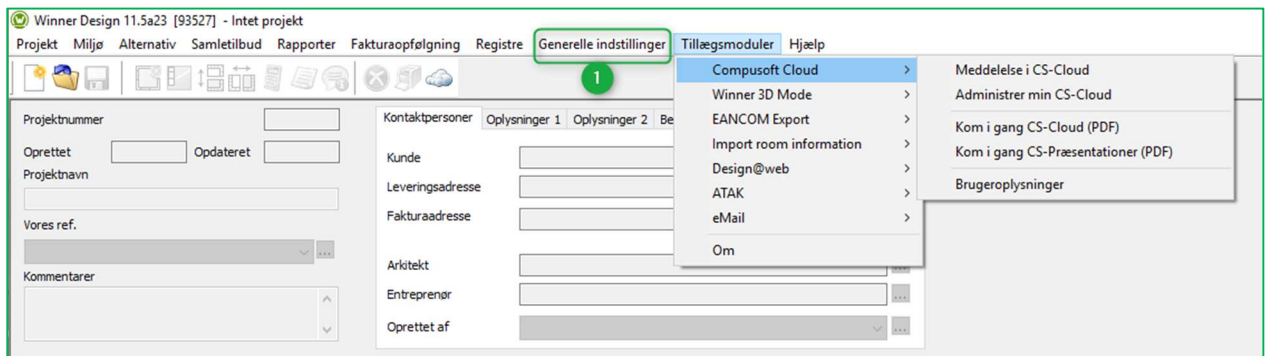 Winner Design 11.5a23 [93527] - Intet projekt
Projekt Miljø Alternativ Samletilbud Rapporter Fakturaopfølgning Registre Generelle indstillinger Tillægsmoduler Hjælp
1
Compusoft Cloud
Winner 3D Mode
EANCOM Export
Import room information
Design@web
ATAK
eMail
Om
Meddelelse i CS-Cloud
Administrer min CS-Cloud
Kom i gang CS-Cloud (PDF)
Kom i gang CS-Præsentationer (PDF)
Brugeroplysninger
Projektnummer
Oprettet Opdateret
Projektnavn
Vores ref.
...
Kommentarer
Kontaktpersoner Oplysninger 1 Oplysninger 2 Be
Kunde
Leveringsadresse
Fakturaadresse
Arkitekt
...
Entreprenør
...
Oprettet af
...